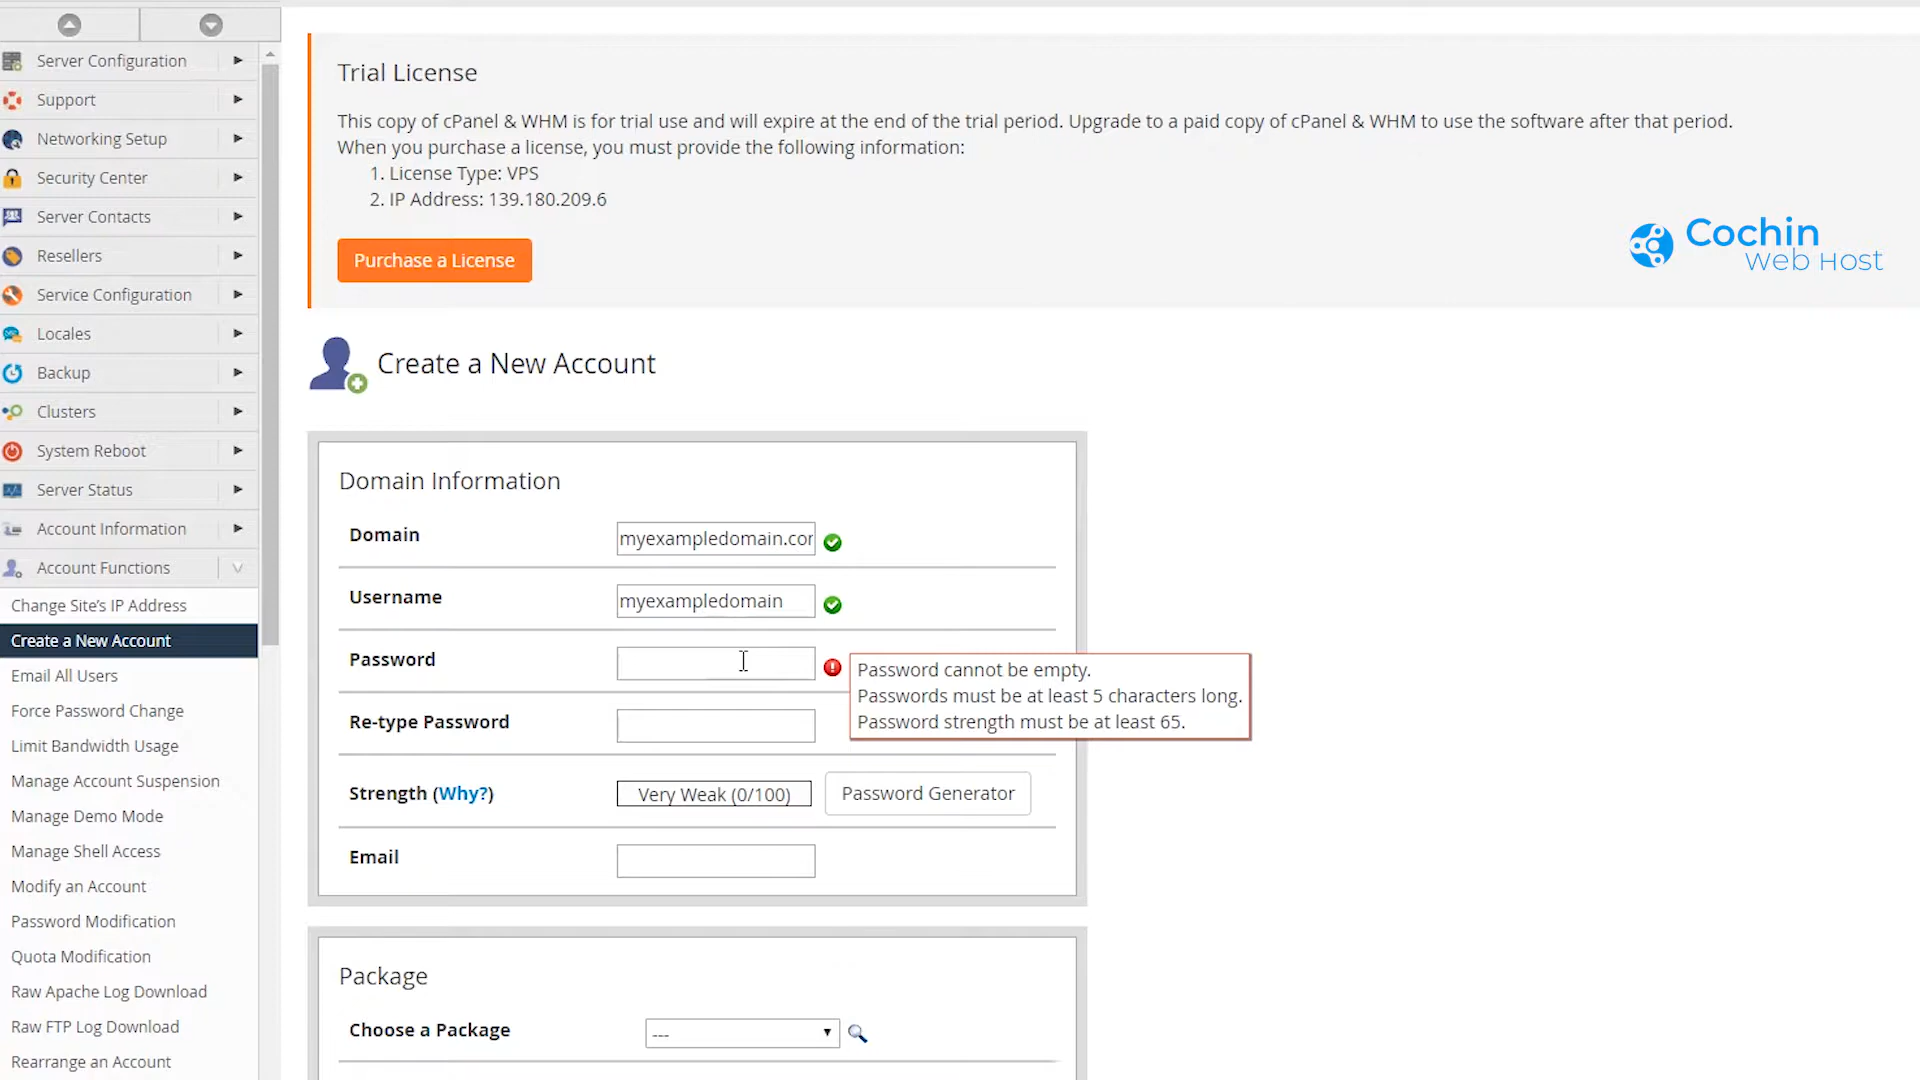 Server Configuration
Support
Networking Setup
Security Center
Server Contacts
Resellers
Service Configuration
Locales
Backup
Clusters
System Reboot
Server Status
Account Information
Account Functions
Change Site's IP Address
Create a New Account
Email All Users
Force Password Change
Limit Bandwidth Usage
Manage Account Suspension
Manage Demo Mode
Manage Shell Access
Modify an Account
Password Modification
Quota Modification
Raw Apache Log Download
Raw FTP Log Download
Rearrange an Account
Trial License
This copy of cPanel & WHM is for trial use and will expire at the end of the trial period. Upgrade to a paid copy of cPanel & WHM to use the software after that period.
When you purchase a license, you must provide the following information:
1. License Type: VPS
2. IP Address: 139.180.209.6
Purchase a License
Cochin
Web Host
Create a New Account
Domain Information
Domain myexampledomain.cor
Username myexampledomain
Password
Password cannot be empty.
Passwords must be at least 5 characters long.
Password strength must be at least 65.
Re-type Password
Strength (Why?) Very Weak (0/100) Password Generator
Email
Package
Choose a Package ---